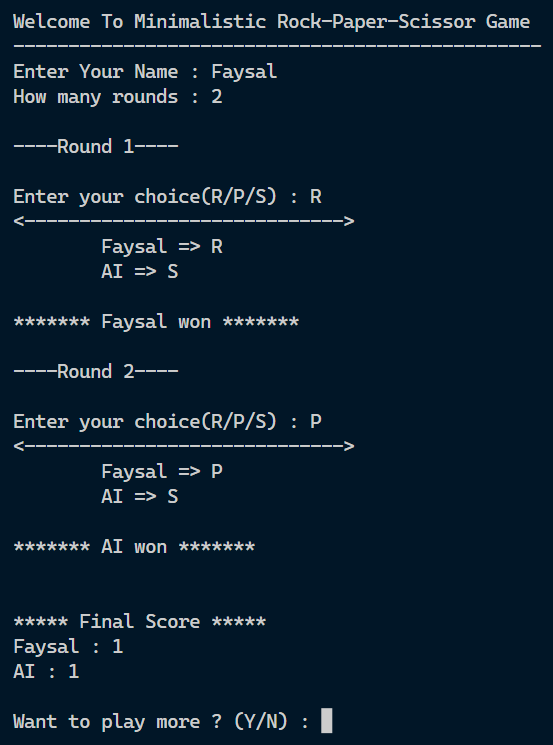 Welcome To Minimalistic Rock-Paper-Scissor Game
------------------------------------------------
Enter Your Name : Faysal
How many rounds : 2
----Round 1----
Enter your choice(R/P/S) : R
<----------------------------->
Faysal => R
AI => S
******* Faysal won *******
----Round 2----
Enter your choice(R/P/S) : P
<----------------------------->
Faysal => P
AI => S
******* AI won *******
***** Final Score *****
Faysal : 1
AI : 1
Want to play more ? (Y/N) :